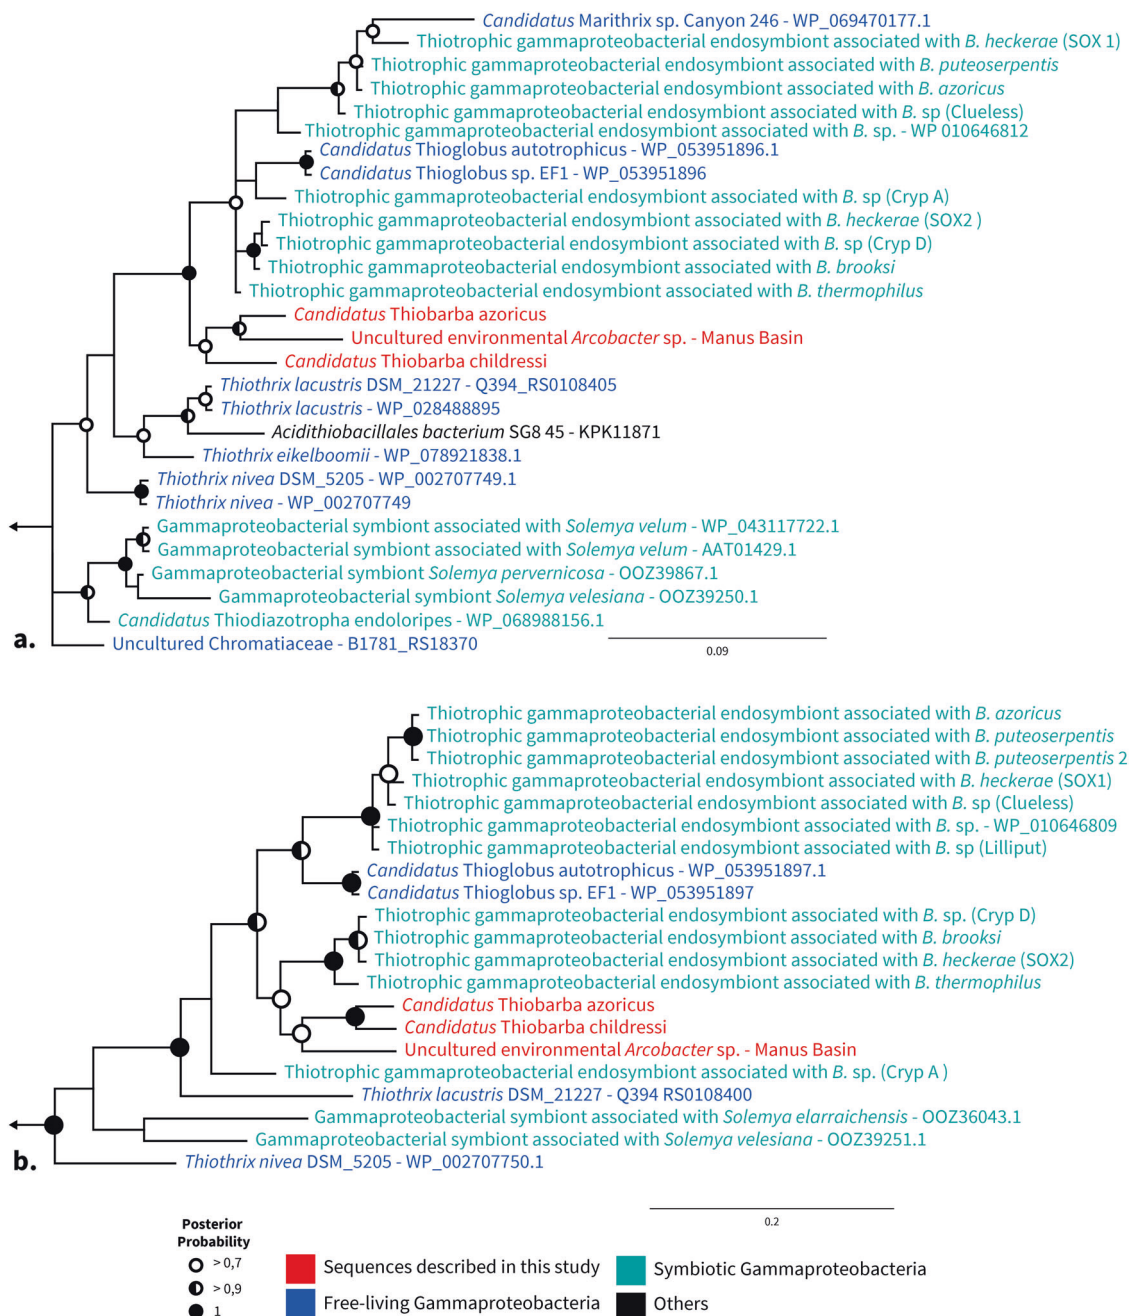 Candidatus Marithrix sp. Canyon 246 - WP_069470177.1
Thiotrophic gammaproteobacterial endosymbiont associated with B. heckerae (SOX 1)
Thiotrophic gammaproteobacterial endosymbiont associated with B. puteoserpentis
Thiotrophic gammaproteobacterial endosymbiont associated with B. azoricus
Thiotrophic gammaproteobacterial endosymbiont associated with B. sp (Clueless)
Thiotrophic gammaproteobacterial endosymbiont associated with B. sp. - WP 010646812
Candidatus Thioglobus autotrophicus - WP_053951896.1
Candidatus Thioglobus sp. EF1 - WP_053951896
Thiotrophic gammaproteobacterial endosymbiont associated with B. sp (Cryp A)
Thiotrophic gammaproteobacterial endosymbiont associated with B. heckerae (SOX2 )
Thiotrophic gammaproteobacterial endosymbiont associated with B. sp (Cryp D)
Thiotrophic gammaproteobacterial endosymbiont associated with B. brooksi
Thiotrophic gammaproteobacterial endosymbiont associated with B. thermophilus
Candidatus Thiobarba azoricus
Uncultured environmental Arcobacter sp. - Manus Basin
Candidatus Thiobarba childressi
Thiothrix lacustris DSM_21227 - Q394_RS0108405
Thiothrix lacustris - WP_028488895
Acidithiobacillales bacterium SG8 45 - KPK11871
Thiothrix eikelboomii - WP_078921838.1
Thiothrix nivea DSM_5205 - WP_002707749.1
Thiothrix nivea - WP_002707749
Gammaproteobacterial symbiont associated with Solemya velum - WP_043117722.1
Gammaproteobacterial symbiont associated with Solemya velum - AAT01429.1
Gammaproteobacterial symbiont Solemya pervernicosa - OOZ39867.1
Gammaproteobacterial symbiont Solemya velesiana - OOZ39250.1
Candidatus Thiodiazotropha endoloripes - WP_068988156.1
Uncultured Chromatiaceae - B1781_RS18370
a.
0.09
Thiotrophic gammaproteobacterial endosymbiont associated with B. azoricus
Thiotrophic gammaproteobacterial endosymbiont associated with B. puteoserpentis
Thiotrophic gammaproteobacterial endosymbiont associated with B. puteoserpentis 2
Thiotrophic gammaproteobacterial endosymbiont associated with B. heckerae (SOX1)
Thiotrophic gammaproteobacterial endosymbiont associated with B. sp (Clueless)
Thiotrophic gammaproteobacterial endosymbiont associated with B. sp. - WP_010646809
Thiotrophic gammaproteobacterial endosymbiont associated with B. sp (Lilliput)
Candidatus Thioglobus autotrophicus - WP_053951897.1
Candidatus Thioglobus sp. EF1 - WP_053951897
Thiotrophic gammaproteobacterial endosymbiont associated with B. sp. (Cryp D)
Thiotrophic gammaproteobacterial endosymbiont associated with B. brooksi
Thiotrophic gammaproteobacterial endosymbiont associated with B. heckerae (SOX2)
Thiotrophic gammaproteobacterial endosymbiont associated with B. thermophilus
Candidatus Thiobarba azoricus
Candidatus Thiobarba childressi
Uncultured environmental Arcobacter sp. - Manus Basin
Thiotrophic gammaproteobacterial endosymbiont associated with B. sp. (Cryp A )
Thiothrix lacustris DSM_21227 - Q394 RS0108400
Gammaproteobacterial symbiont associated with Solemya elarraichensis - OOZ36043.1
Gammaproteobacterial symbiont associated with Solemya velesiana - OOZ39251.1
Thiothrix nivea DSM_5205 - WP_002707750.1
b.
0.2
Posterior
Probability
> 0,7
> 0,9
1
Sequences described in this study
Free-living Gammaproteobacteria
Symbiotic Gammaproteobacteria
Others